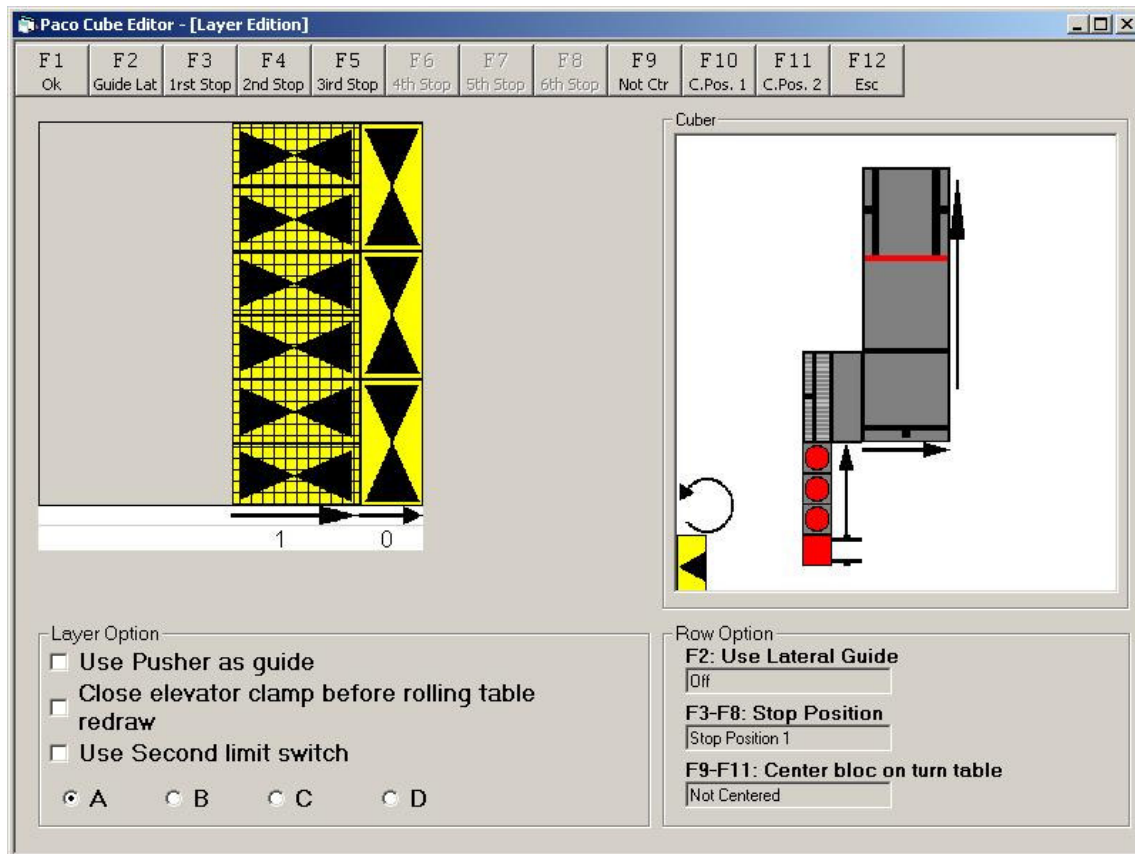 Paco Cube Editor - [Layer Edition]
F1 F2 F3 F4 F5 F6 F7 F8 F9 F10 F11 F12
Ok Guide Lat 1rst Stop 2nd Stop 3ird Stop 4th Stop 5th Stop 6th Stop Not Ctr C.Pos. 1 C.Pos. 2 Esc
Cuber
1 0
Layer Option
Use Pusher as guide
Close elevator clamp before rolling table
redraw
Use Second limit switch
A B C D
Row Option
F2: Use Lateral Guide
Off
F3-F8: Stop Position
Stop Position 1
F9-F11: Center bloc on turn table
Not Centered